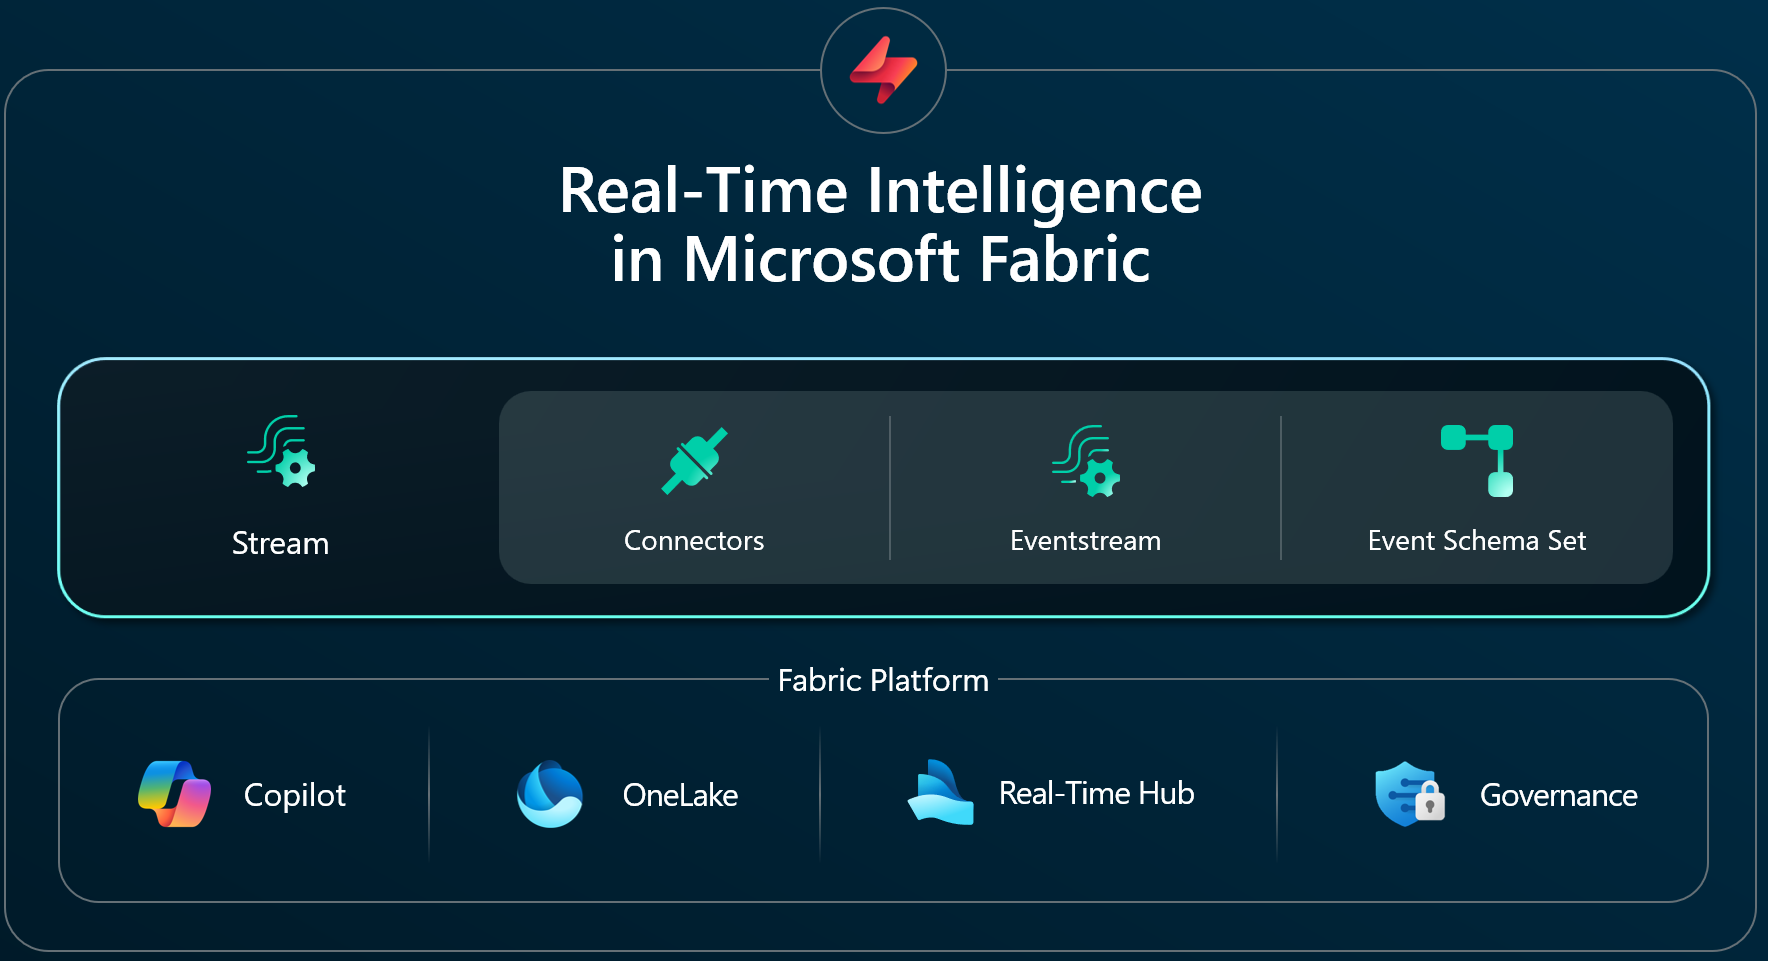 Real-Time Intelligence
in Microsoft Fabric
Stream
Connectors
Eventstream
Event Schema Set
Fabric Platform
Copilot
OneLake
Real-Time Hub
Governance